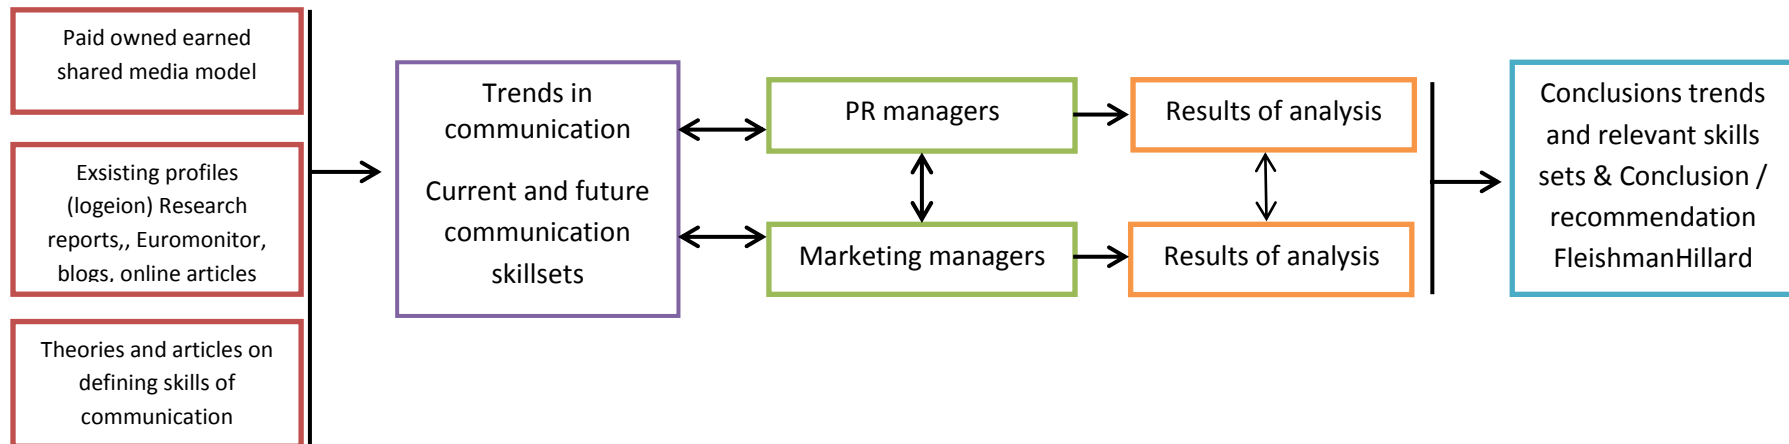 Paid owned earned
shared media model
Exsisting profiles
(logeion) Research
reports,, Euromonitor,
blogs, online articles
Theories and articles on
defining skills of
communication
Trends in
communication
Current and future
communication
skillsets
PR managers
Marketing managers
Results of analysis
Results of analysis
Conclusions trends
and relevant skills
sets & Conclusion /
recommendation
FleishmanHillard